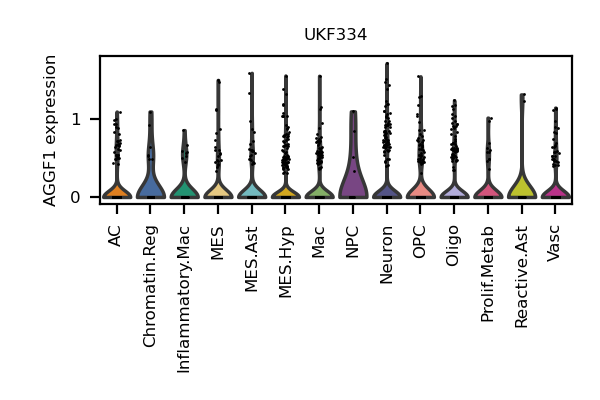 UKF334
AGGF1 expression
1
0
AC
Chromatin.Reg
Inflammatory.Mac
MES
MES.Ast
MES.Hyp
Mac
NPC
Neuron
OPC
Oligo
Prolif.Metab
Reactive.Ast
Vasc